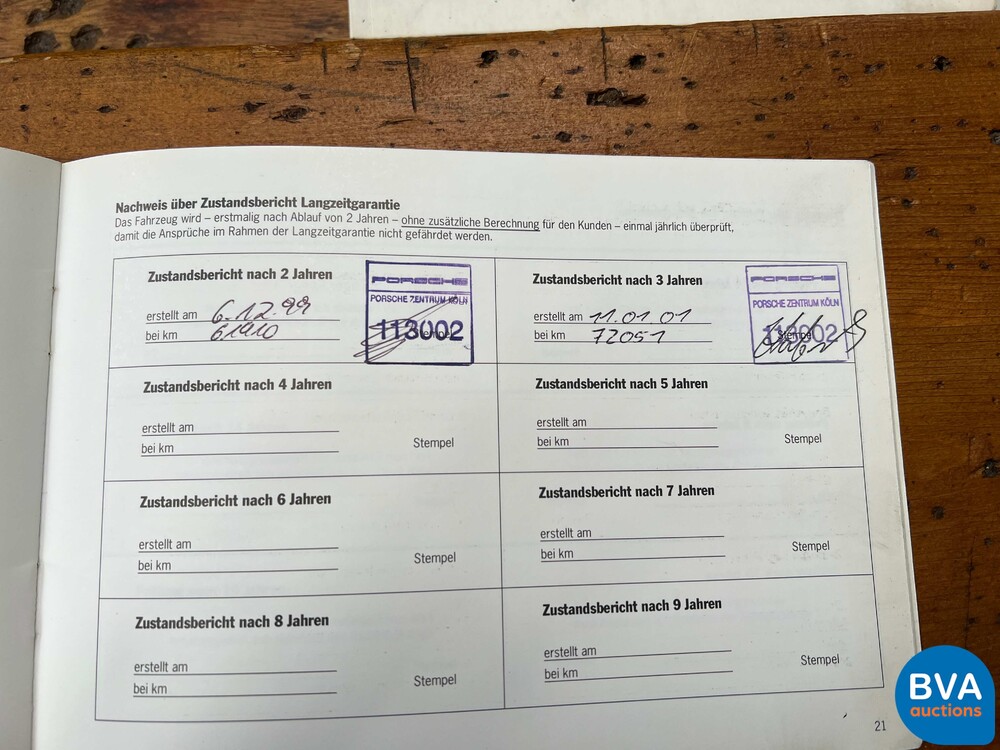 Nachweis über Zustandsbericht Langzeitgarantie
Das Fahrzeug wird – erstmalig nach Ablauf von 2 Jahren – ohne zusätzliche Berechnung für den Kunden – einmal jährlich überprüft,
damit die Ansprüche im Rahmen der Langzeitgarantie nicht gefährdet werden.
Zustandsbericht nach 2 Jahren
erstellt am 6.12.99
bei km 61910
PORSCHE
PORSCHE ZENTRUM KÖLN
113002
Zustandsbericht nach 3 Jahren
erstellt am 11.01.01
bei km 72051
PORSCHE
PORSCHE ZENTRUM KÖLN
113002
Stempel
Zustandsbericht nach 4 Jahren
erstellt am
bei km
Stempel
Zustandsbericht nach 5 Jahren
erstellt am
bei km
Stempel
Zustandsbericht nach 6 Jahren
erstellt am
bei km
Stempel
Zustandsbericht nach 7 Jahren
erstellt am
bei km
Stempel
Zustandsbericht nach 8 Jahren
erstellt am
bei km
Stempel
Zustandsbericht nach 9 Jahren
erstellt am
bei km
Stempel
21
BVA
auctions